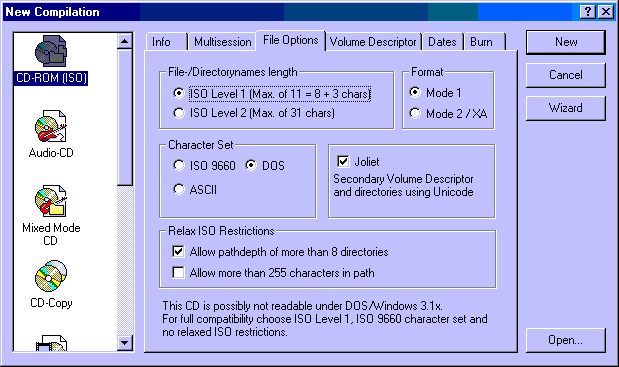 New Compilation
CD-ROM (ISO)
Audio-CD
Mixed Mode
CD
CD-Copy
Info Multisession File Options Volume Descriptor Dates Burn
File-/Directorynames length
ISO Level 1 (Max. of 11 = 8 + 3 chars)
ISO Level 2 (Max. of 31 chars)
Format
Mode 1
Mode 2 / XA
Character Set
ISO 9660 DOS
ASCII
Joliet
Secondary Volume Descriptor
and directories using Unicode
Relax ISO Restrictions
Allow pathdepth of more than 8 directories
Allow more than 255 characters in path
This CD is possibly not readable under DOS/Windows 3.1x.
For full compatibility choose ISO Level 1, ISO 9660 character set and
no relaxed ISO restrictions.
New
Cancel
Wizard
Open...